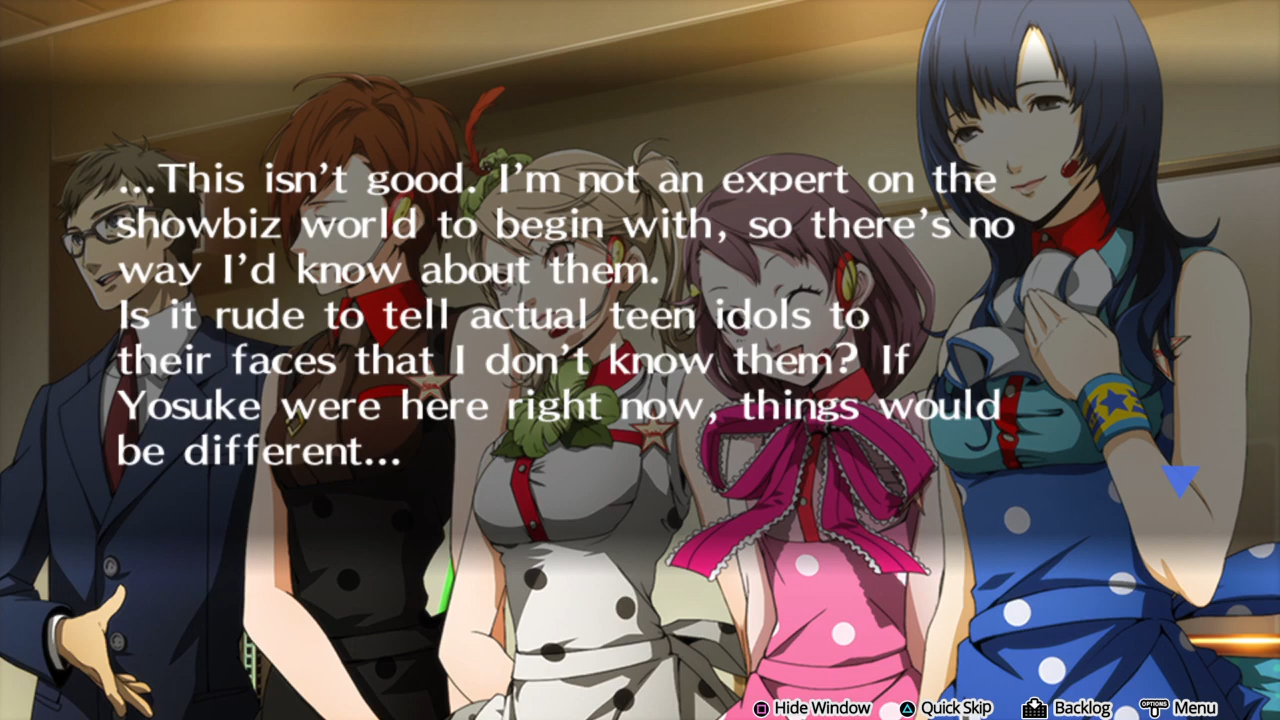 ...This isn't good. I'm not an expert on the
showbiz world to begin with, so there's no
way I'd know about them.
Is it rude to tell actual teen idols to
their faces that I don't know them? If
Yosuke were here right now, things would
be different...
Hide Window Quick Skip Backlog OPTIONS Menu